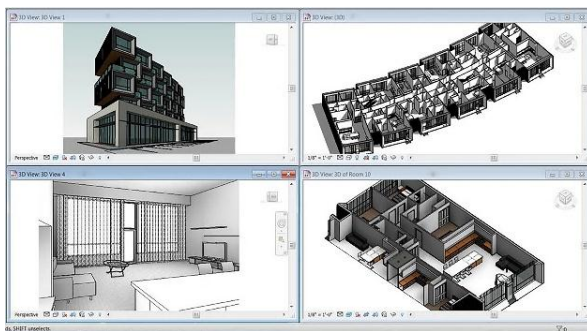 3D View: 3D View 1
3D View: {3D}
Perspective
1/8" = 1'-0"
3D View: 3D View 4
3D View: 3D of Room 10
Perspective
1/8" = 1'-0"
ds. SHIFT unselects.